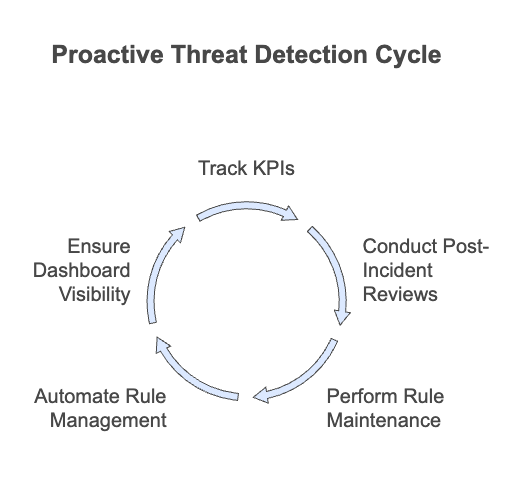 Proactive Threat Detection Cycle
Track KPIs
Conduct Post-
Incident
Reviews
Perform Rule
Maintenance
Automate Rule
Management
Ensure
Dashboard
Visibility